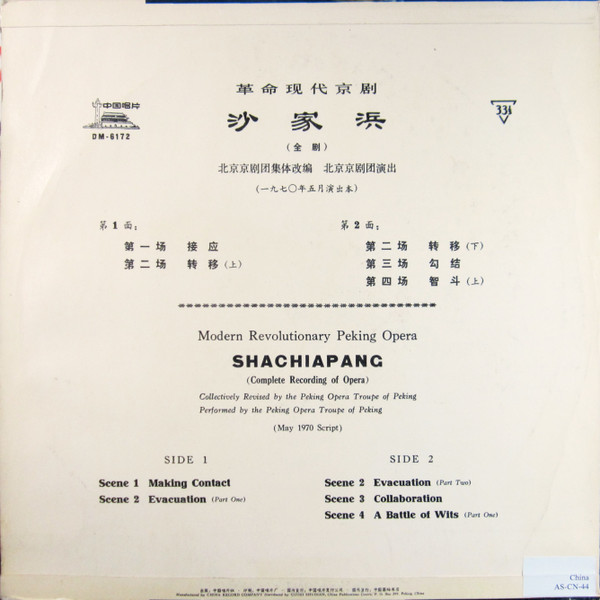 革命现代京剧
中国唱片
DM-6172
沙家浜
33⅓
（全剧）
北京京剧团集体改编 北京京剧团演出
（一九七〇年五月演出本）
第1面：
第一场 接应
第二场 转移（上）
第2面：
第二场 转移（下）
第三场 勾结
第四场 智斗（上）
Modern Revolutionary Peking Opera
SHACHIAPANG
(Complete Recording of Opera)
Collectively Revised by the Peking Opera Troupe of Peking
Performed by the Peking Opera Troupe of Peking
(May 1970 Script)
SIDE 1
Scene 1 Making Contact
Scene 2 Evacuation (Part One)
SIDE 2
Scene 2 Evacuation (Part Two)
Scene 3 Collaboration
Scene 4 A Battle of Wits (Part One)
China
AS-CN-44